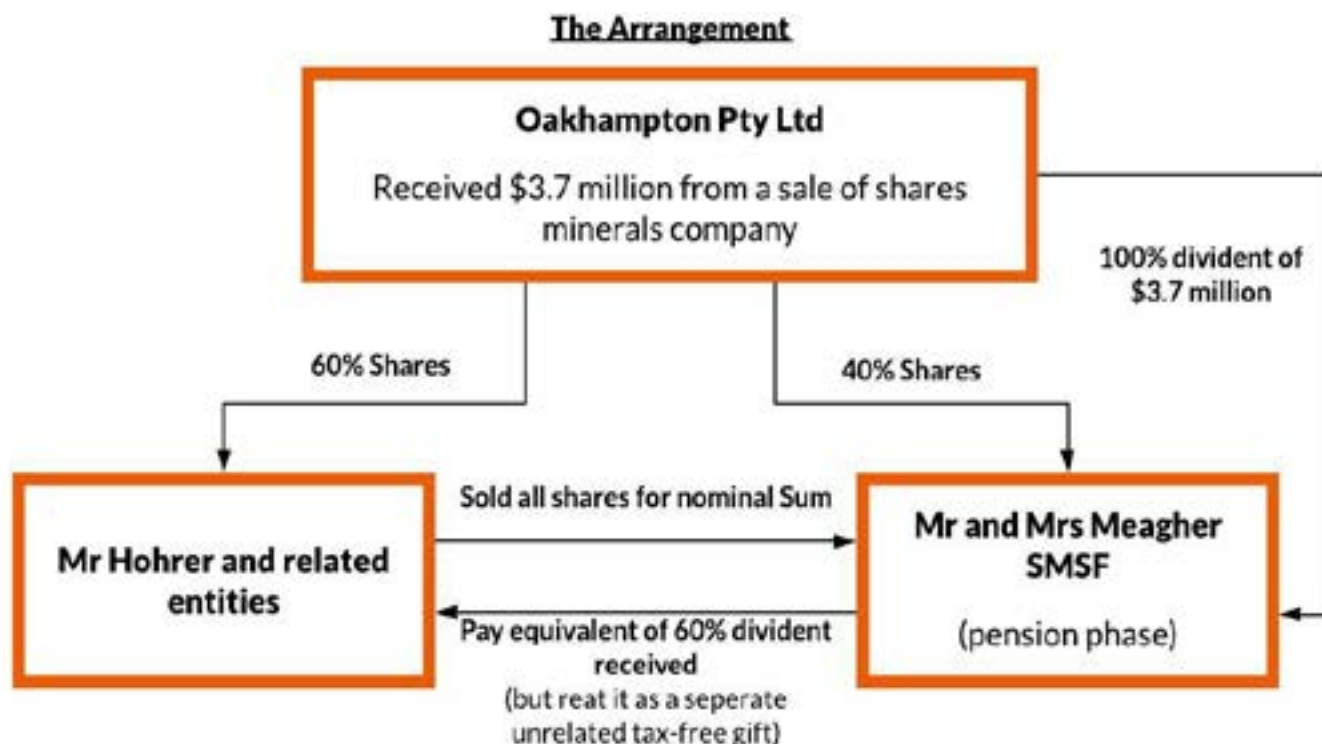 The Arrangement
Oakhampton Pty Ltd
Received $3.7 million from a sale of shares
minerals company
100% divident of
$3.7 million
60% Shares
40% Shares
Sold all shares for nominal Sum
Mr Hohrer and related
entities
Mr and Mrs Meagher
SMSF
(pension phase)
Pay equivalent of 60% divident
received
(but reat it as a seperate
unrelated tax-free gift)